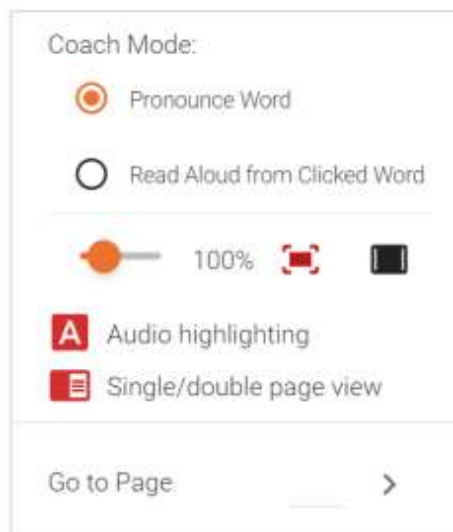 Coach Mode:
Pronounce Word
Read Aloud from Clicked Word
100%
A Audio highlighting
Single/double page view
Go to Page